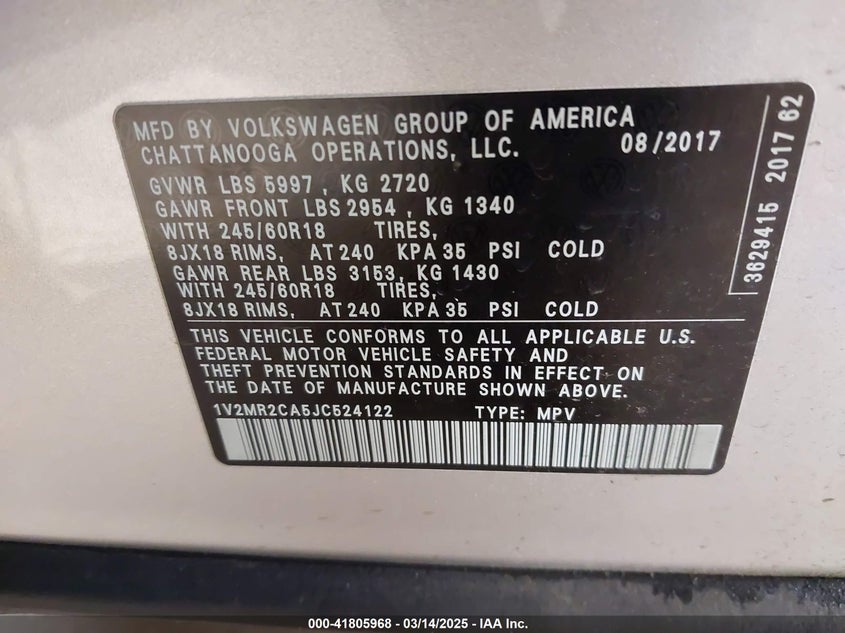 MFD BY VOLKSWAGEN GROUP OF AMERICA
CHATTANOOGA OPERATIONS, LLC. 08/2017
GVWR LBS 5997 , KG 2720
GAWR FRONT LBS 2954 , KG 1340
WITH 245/60R18 TIRES,
8JX18 RIMS, AT 240 KPA 35 PSI COLD
GAWR REAR LBS 3153, KG 1430
WITH 245/60R18 TIRES,
8JX18 RIMS, AT 240 KPA 35 PSI COLD
THIS VEHICLE CONFORMS TO ALL APPLICABLE U.S.
FEDERAL MOTOR VEHICLE SAFETY AND
THEFT PREVENTION STANDARDS IN EFFECT ON
THE DATE OF MANUFACTURE SHOWN ABOVE.
1V2MR2CA5JC524122 TYPE: MPV
3629415 2017 62
000-41805968 - 03/14/2025 - IAA Inc.